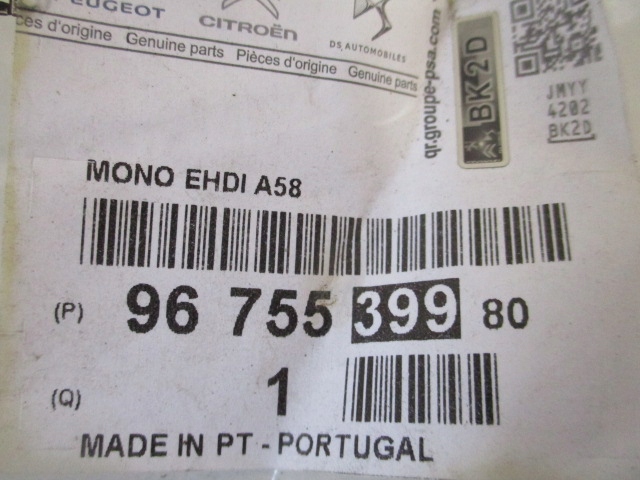 PEUGEOT
CITROËN
DS AUTOMOBILES
ces d'origine Genuine parts Pièces d'origine Genuine parts
qr.groupe-psa.com
BK2D
JMYY
4202
BK2D
MONO EHDI A58
(P) 96 755 399 80
(Q) 1
MADE IN PT - PORTUGAL